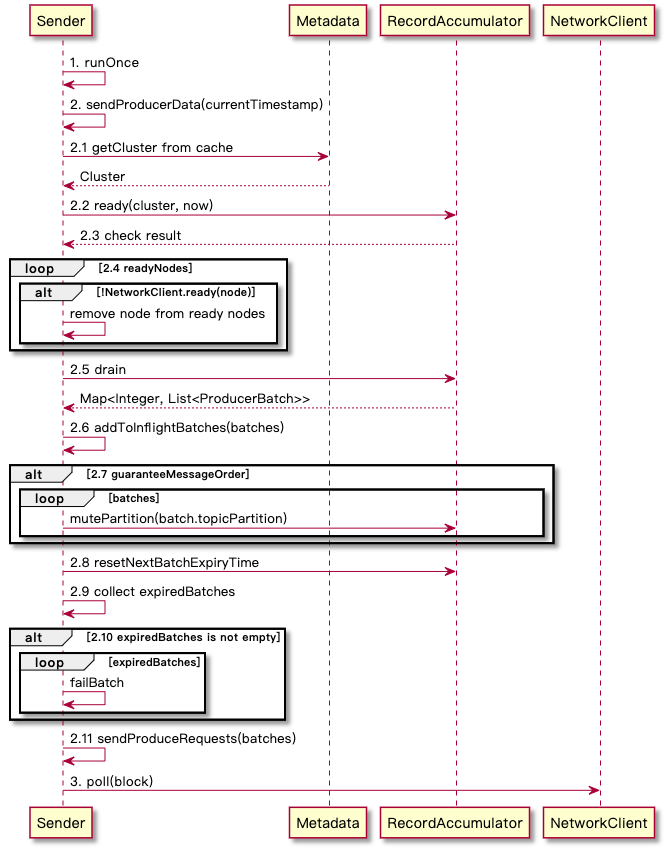 Sender Metadata RecordAccumulator NetworkClient
1. runOnce
2. sendProducerData(currentTimestamp)
2.1 getCluster from cache
Cluster
2.2 ready(cluster, now)
2.3 check result
loop [2.4 readyNodes]
alt [!NetworkClient.ready(node)]
remove node from ready nodes
2.5 drain
Map<Integer, List<ProducerBatch>>
2.6 addToInflightBatches(batches)
alt [2.7 guaranteeMessageOrder]
loop [batches]
mutePartition(batch.topicPartition)
2.8 resetNextBatchExpiryTime
2.9 collect expiredBatches
alt [2.10 expiredBatches is not empty]
loop [expiredBatches]
failBatch
2.11 sendProduceRequests(batches)
3. poll(block)
Sender Metadata RecordAccumulator NetworkClient